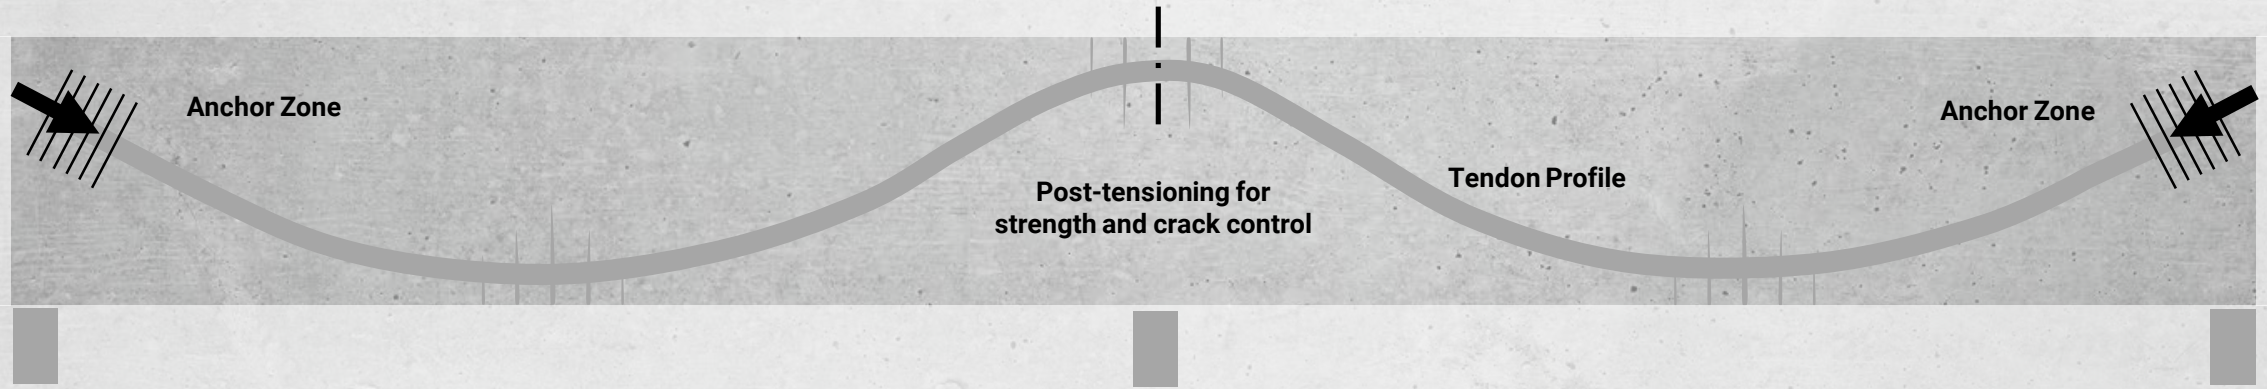 Anchor Zone
Anchor Zone
Tendon Profile
Post-tensioning for
strength and crack control